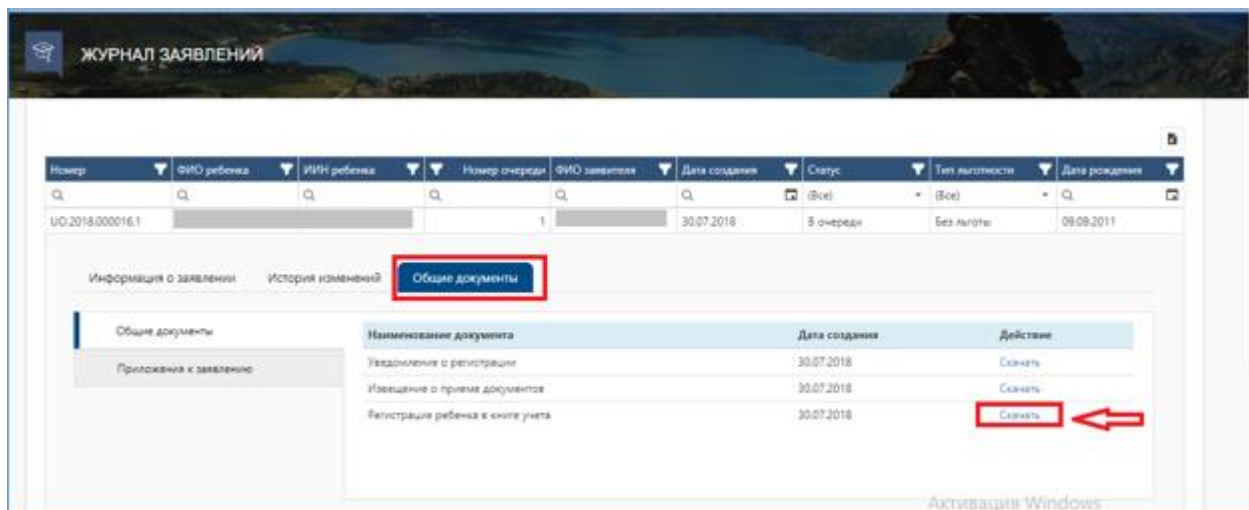 ЖУРНАЛ ЗАЯВЛЕНИЙ
Номер ФИО ребенка ИИН ребенка Номер очереди ФИО заявителя Дата создания Статус Тип льготности Дата рождения
(Все) (Все)
UO.2018.000016.1 1 30.07.2018 В очереди Без льготы 09.09.2011
Информация о заявлении История изменений Общие документы
Общие документы
Приложения к заявлению
Наименование документа Дата создания Действие
Уведомление о регистрации 30.07.2018 Скачать
Извещение о приеме документов 30.07.2018 Скачать
Регистрация ребенка в книге учета 30.07.2018 Скачать
Активация Windows